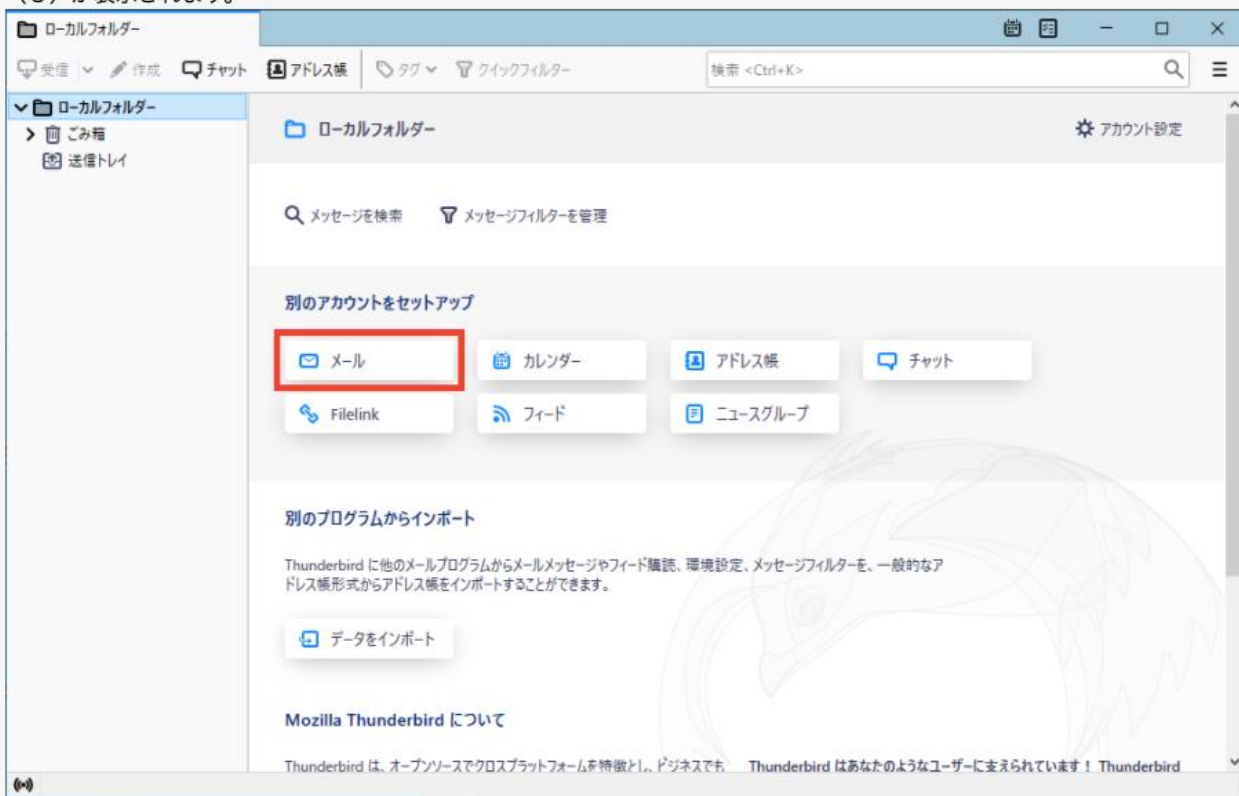 ローカルフォルダー
受信 作成 チャット アドレス帳 タグ クイックフィルター 検索 <Ctrl+K>
ローカルフォルダー
ごみ箱
送信トレイ
ローカルフォルダー アカウント設定
メッセージを検索 メッセージフィルターを管理
別のアカウントをセットアップ
メール カレンダー アドレス帳 チャット
Filelink フィード ニュースグループ
別のプログラムからインポート
Thunderbird に他のメールプログラムからメールメッセージやフィード購読、環境設定、メッセージフィルターを、一般的なア
ドレス帳形式からアドレス帳をインポートすることができます。
データをインポート
Mozilla Thunderbird について
Thunderbird は、オープンソースでクロスプラットフォームを特徴とし、ビジネスでも Thunderbird はあなたのようなユーザーに支えられています！ Thunderbird